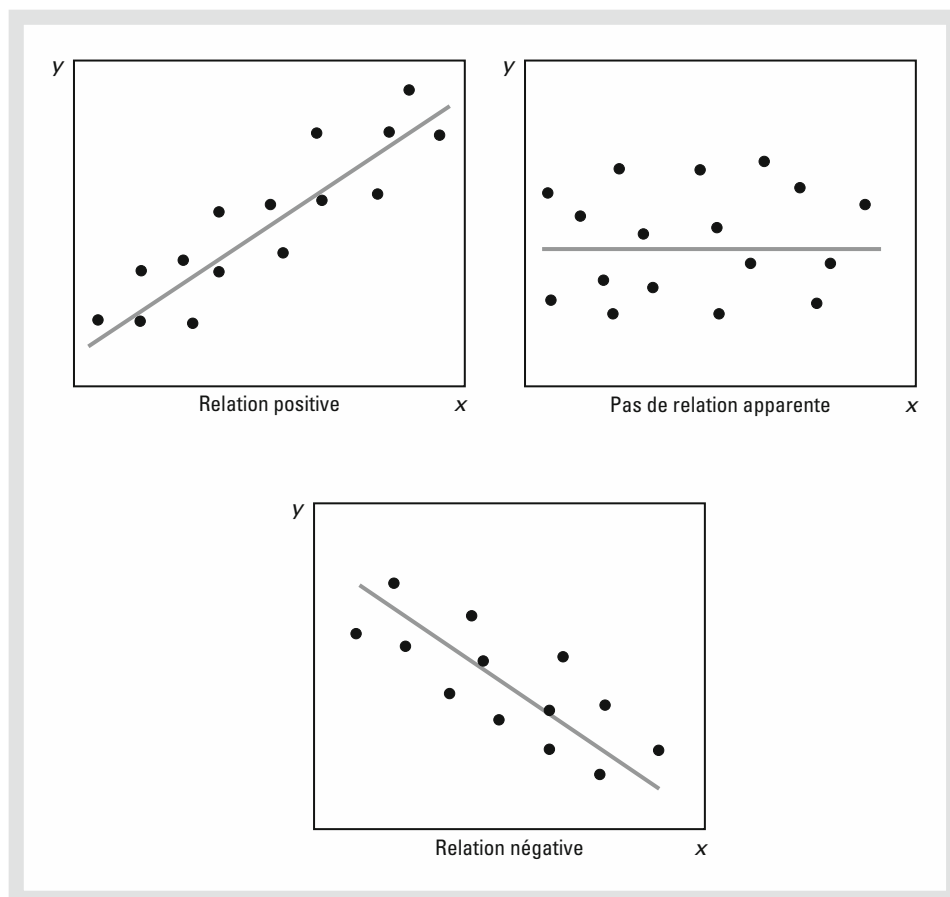 y
Relation positive x
y
Pas de relation apparente x
y
Relation négative x